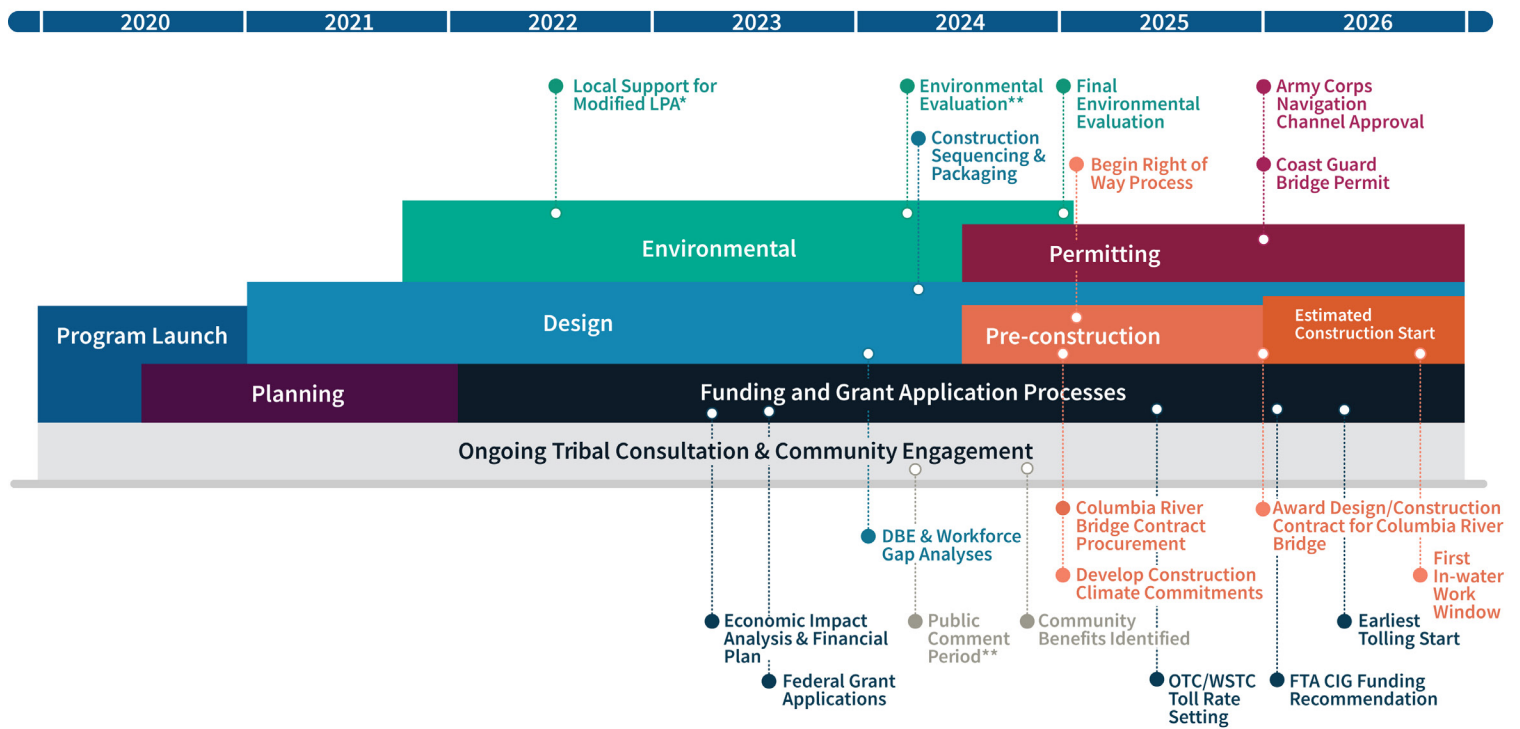 2020 2021 2022 2023 2024 2025 2026
Local Support for
Modified LPA*
Environmental
Evaluation**
Construction
Sequencing &
Packaging
Final
Environmental
Evaluation
Begin Right of
Way Process
Army Corps
Navigation
Channel Approval
Coast Guard
Bridge Permit
Environmental
Permitting
Program Launch
Design
Pre-construction
Estimated
Construction Start
Planning
Funding and Grant Application Processes
Ongoing Tribal Consultation & Community Engagement
DBE & Workforce
Gap Analyses
Columbia River
Bridge Contract
Procurement
Develop Construction
Climate Commitments
Award Design/Construction
Contract for Columbia River
Bridge
First
In-water
Work
Window
Economic Impact
Analysis & Financial
Plan
Federal Grant
Applications
Public
Comment
Period**
Community
Benefits Identified
OTC/WSTC
Toll Rate
Setting
FTA CIG Funding
Recommendation
Earliest
Tolling Start